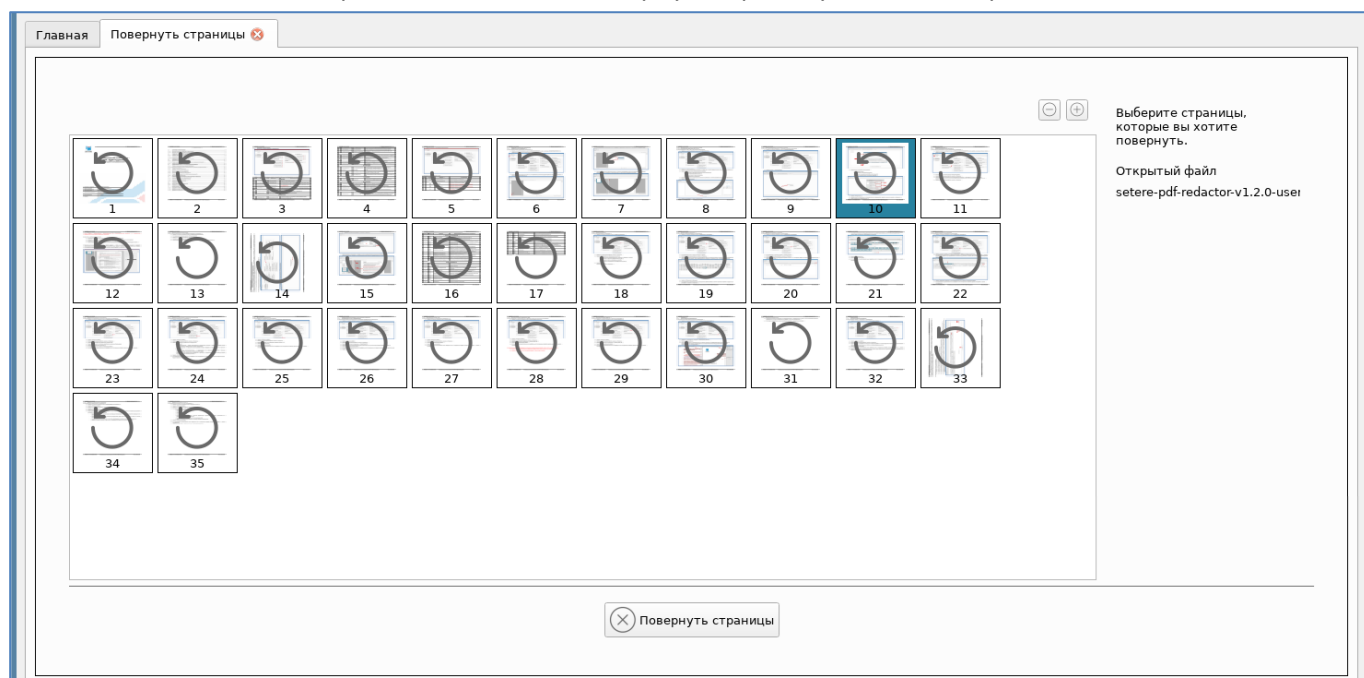 Главная
Повернуть страницы
Выберите страницы,
которые вы хотите
повернуть.
Открытый файл
setere-pdf-redactor-v1.2.0-user
1 2 3 4 5 6 7 8 9 10 11
12 13 14 15 16 17 18 19 20 21 22
23 24 25 26 27 28 29 30 31 32 33
34 35
Повернуть страницы